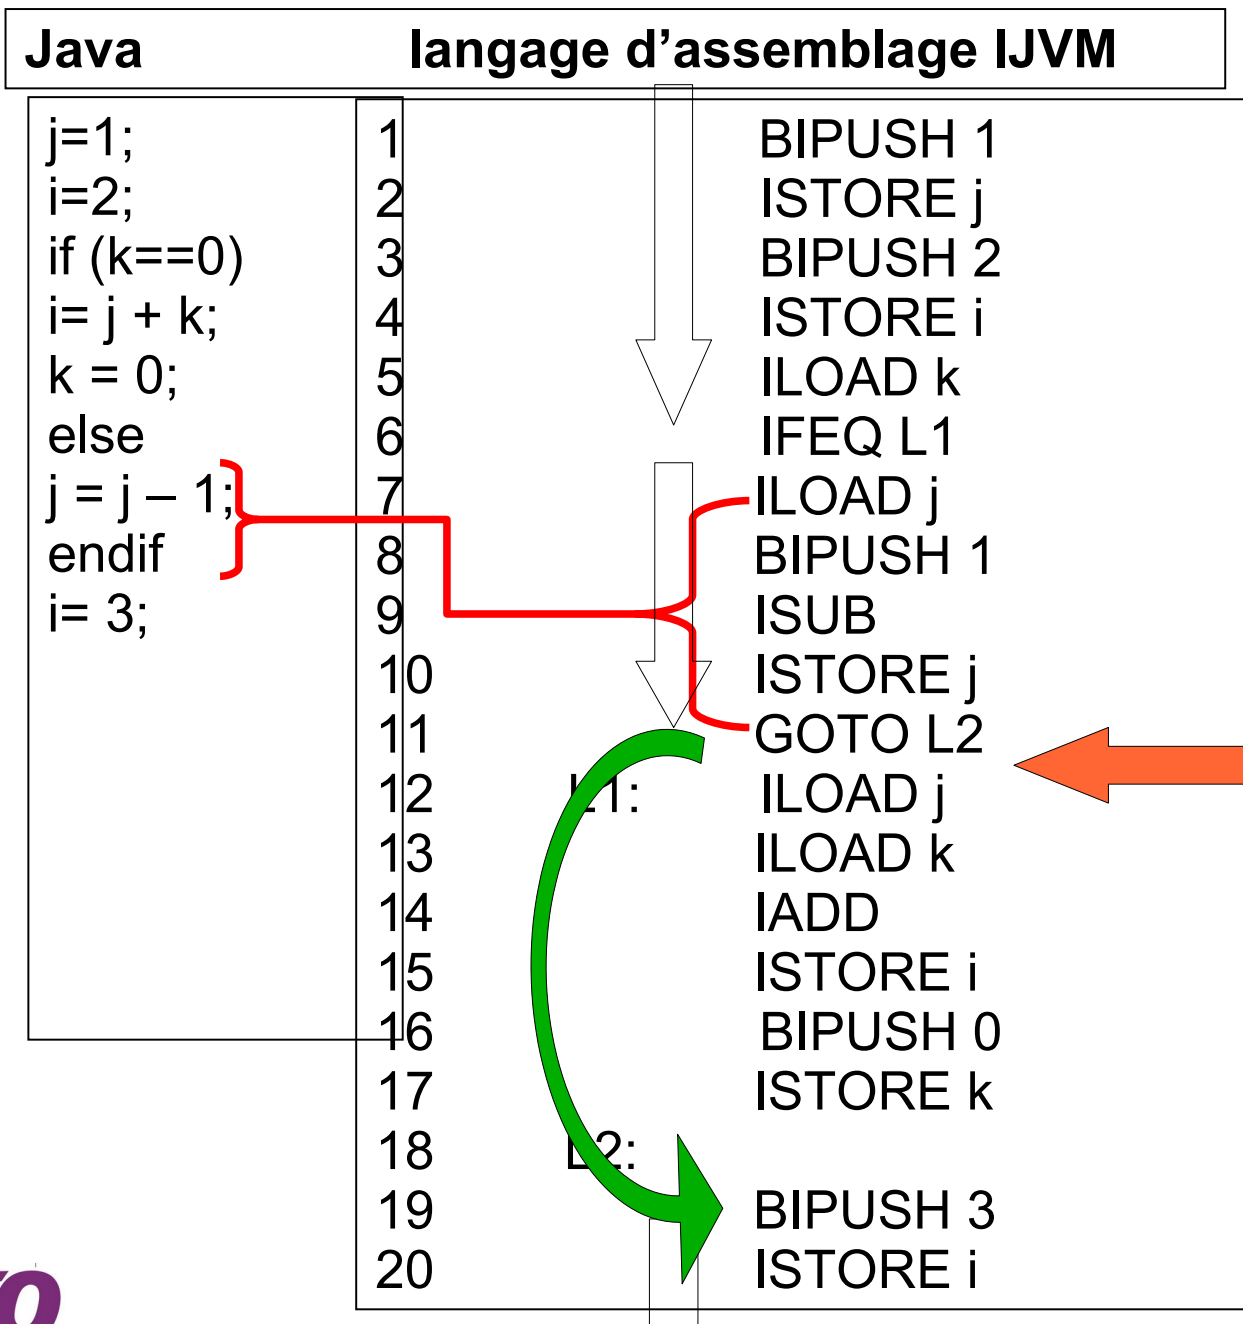 Java langage d’assemblage IJVM
j=1;
i=2;
if (k==0)
i= j + k;
k = 0;
else
j = j – 1;
endif
i= 3;
1 BIPUSH 1
2 ISTORE j
3 BIPUSH 2
4 ISTORE i
5 ILOAD k
6 IFEQ L1
7 ILOAD j
8 BIPUSH 1
9 ISUB
10 ISTORE j
11 GOTO L2
12 L1: ILOAD j
13 ILOAD k
14 IADD
15 ISTORE i
16 BIPUSH 0
17 ISTORE k
18 L2:
19 BIPUSH 3
20 ISTORE i